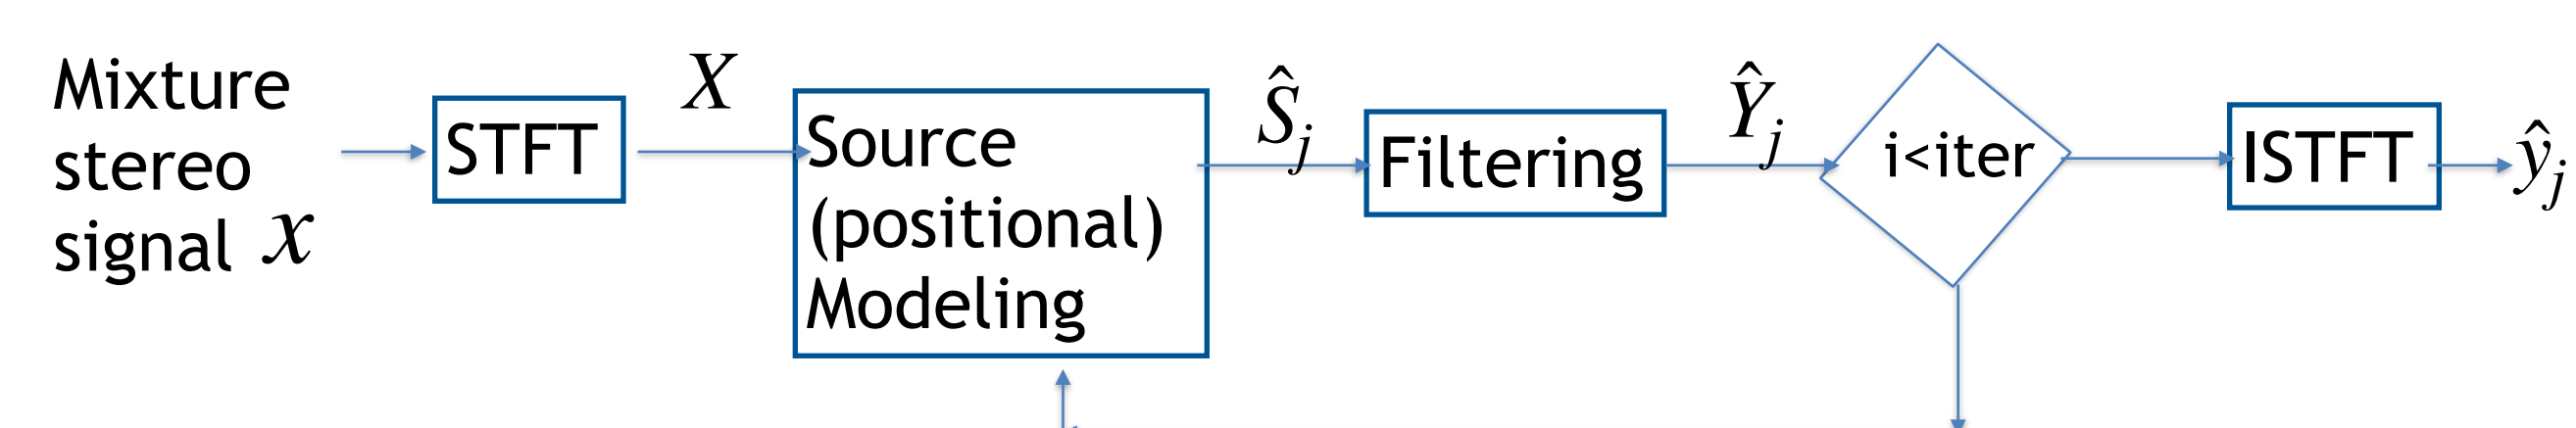 Mixture
stereo
signal x
STFT
X
Source
(positional)
Modeling
Ŝj
Filtering
Ŷj
i<iter
ISTFT
ŷj